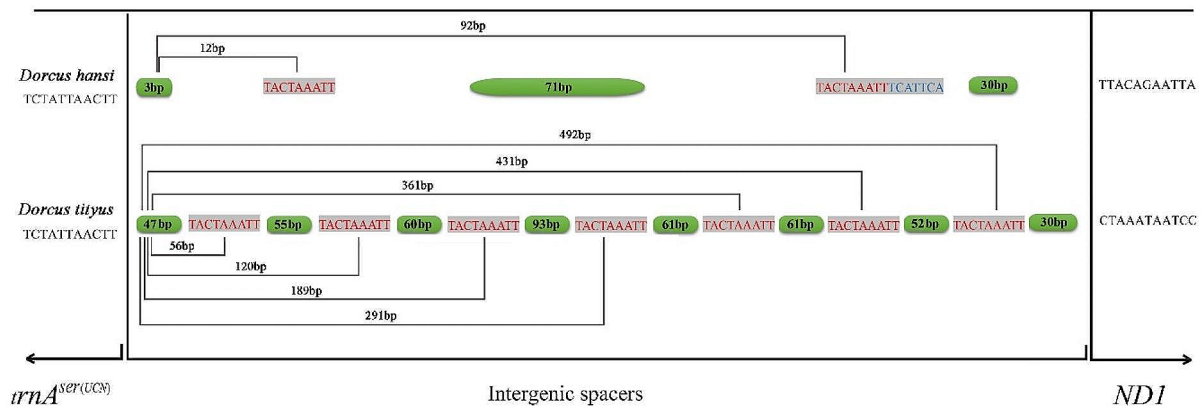 92bp
12bp
Dorcus hansi
TCTATTAACTT
3bp TACTAAATT 71bp TACTAAATTTCATTCA 30bp
TTACAGAATTA
492bp
431bp
361bp
Dorcus tityus
TCTATTAACTT
47bp TACTAAATT 55bp TACTAAATT 60bp TACTAAATT 93bp TACTAAATT 61bp TACTAAATT 61bp TACTAAATT 52bp TACTAAATT 30bp
CTAAATAATCC
56bp
120bp
189bp
291bp
trnA ser(UCN)
Intergenic spacers
ND1